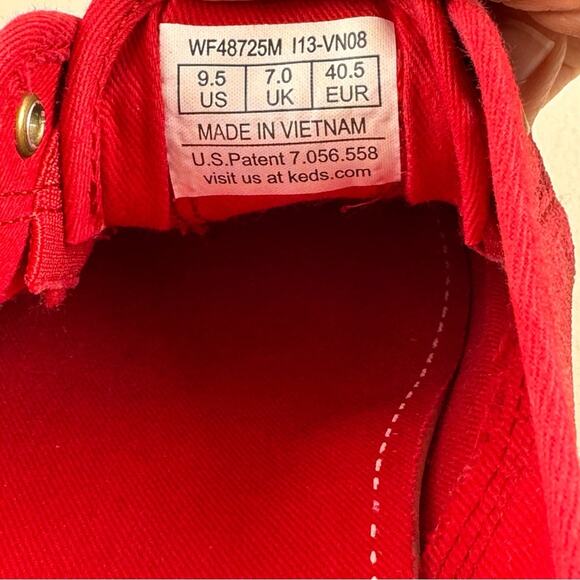 WF48725M I13-VN08
9.5 7.0 40.5
US UK EUR
MADE IN VIETNAM
U.S.Patent 7.056.558
visit us at keds.com